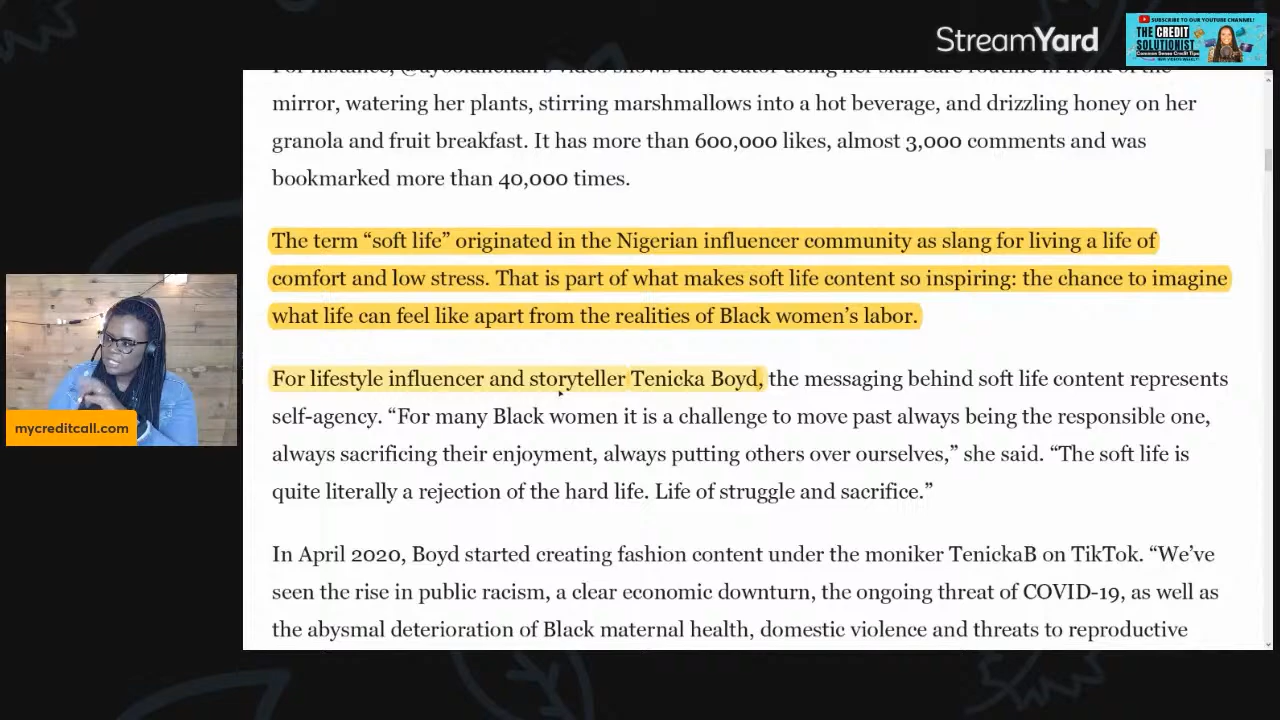 StreamYard
SUBSCRIBE TO OUR YOUTUBE CHANNEL!
THE CREDIT
SOLUTIONIST
Common Sense Credit Tips
mirror, watering her plants, stirring marshmallows into a hot beverage, and drizzling honey on her
granola and fruit breakfast. It has more than 600,000 likes, almost 3,000 comments and was
bookmarked more than 40,000 times.
The term “soft life” originated in the Nigerian influencer community as slang for living a life of
comfort and low stress. That is part of what makes soft life content so inspiring: the chance to imagine
what life can feel like apart from the realities of Black women’s labor.
For lifestyle influencer and storyteller Tenicka Boyd, the messaging behind soft life content represents
self-agency. “For many Black women it is a challenge to move past always being the responsible one,
always sacrificing their enjoyment, always putting others over ourselves,” she said. “The soft life is
quite literally a rejection of the hard life. Life of struggle and sacrifice.”
In April 2020, Boyd started creating fashion content under the moniker TenickaB on TikTok. “We’ve
seen the rise in public racism, a clear economic downturn, the ongoing threat of COVID-19, as well as
the abysmal deterioration of Black maternal health, domestic violence and threats to reproductive
mycreditcall.com